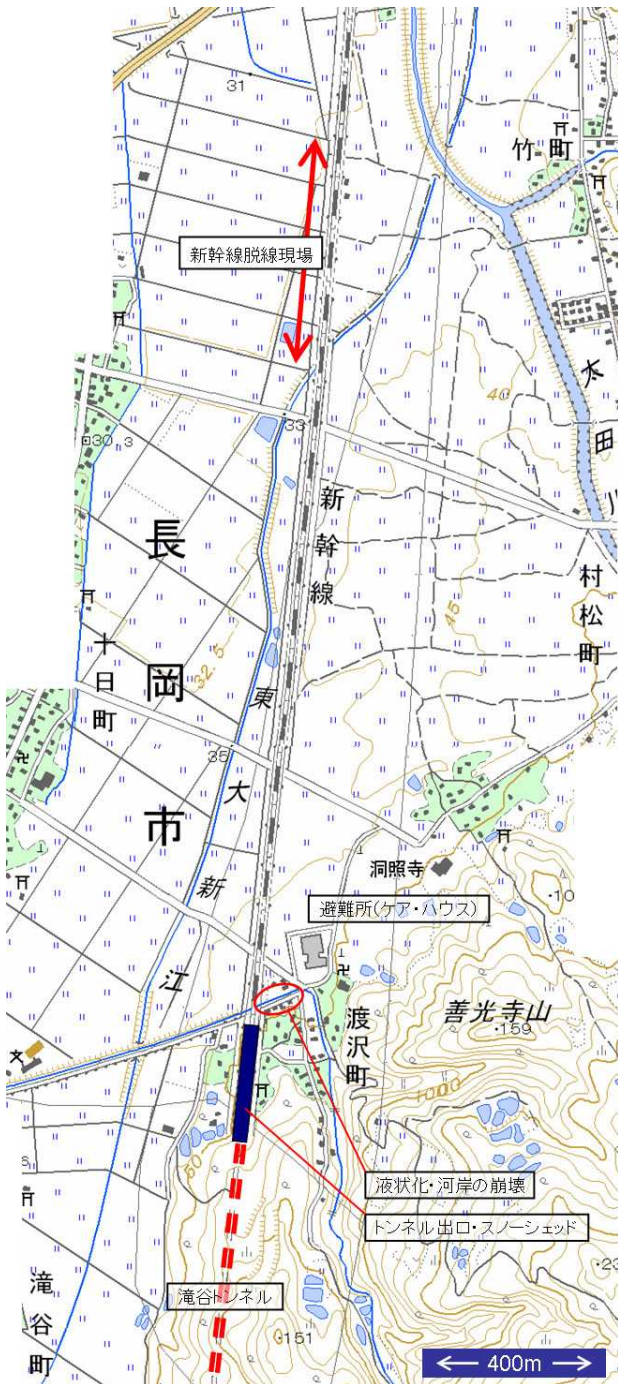 31
竹町
新幹線脱線現場
太田川
40
33
30.3
新幹線
長岡市
45
村松町
十日町
32.5
東大新江
35
洞照寺
避難所(ケア・ハウス)
渡沢町
善光寺山
159
文
50
液状化・河岸の崩壊
トンネル出口・スノーシェッド
滝谷トンネル
滝谷町
151
400m